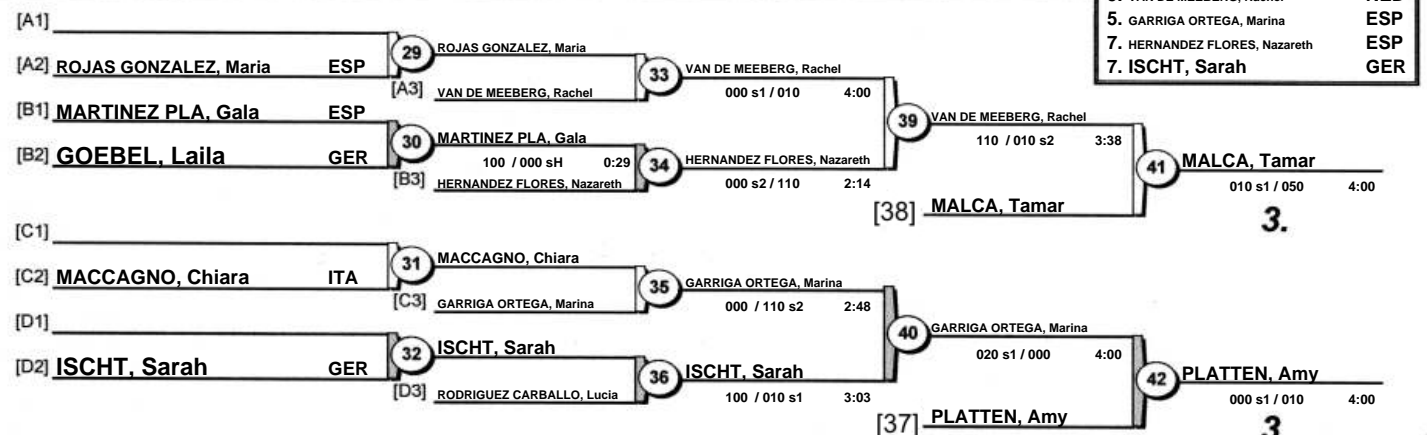 5. GARRIGA ORTEGA, Marina ESP
7. HERNANDEZ FLORES, Nazareth ESP
7. ISCHT, Sarah GER
[A1]
[A2] ROJAS GONZALEZ, Maria ESP
29
ROJAS GONZALEZ, Maria
[A3] VAN DE MEEBERG, Rachel
33
VAN DE MEEBERG, Rachel
000 s1 / 010 4:00
[B1] MARTINEZ PLA, Gala ESP
[B2] GOEBEL, Laila GER
30
MARTINEZ PLA, Gala
100 / 000 sH 0:29
[B3] HERNANDEZ FLORES, Nazareth
34
HERNANDEZ FLORES, Nazareth
000 s2 / 110 2:14
39
VAN DE MEEBERG, Rachel
110 / 010 s2 3:38
[38] MALCA, Tamar
41
MALCA, Tamar
010 s1 / 050 4:00
3.
[C1]
[C2] MACCAGNO, Chiara ITA
31
MACCAGNO, Chiara
[C3] GARRIGA ORTEGA, Marina
35
GARRIGA ORTEGA, Marina
000 / 110 s2 2:48
[D1]
[D2] ISCHT, Sarah GER
32
ISCHT, Sarah
[D3] RODRIGUEZ CARBALLO, Lucia
36
ISCHT, Sarah
100 / 010 s1 3:03
40
GARRIGA ORTEGA, Marina
020 s1 / 000 4:00
[37] PLATTEN, Amy
42
PLATTEN, Amy
000 s1 / 010 4:00
3